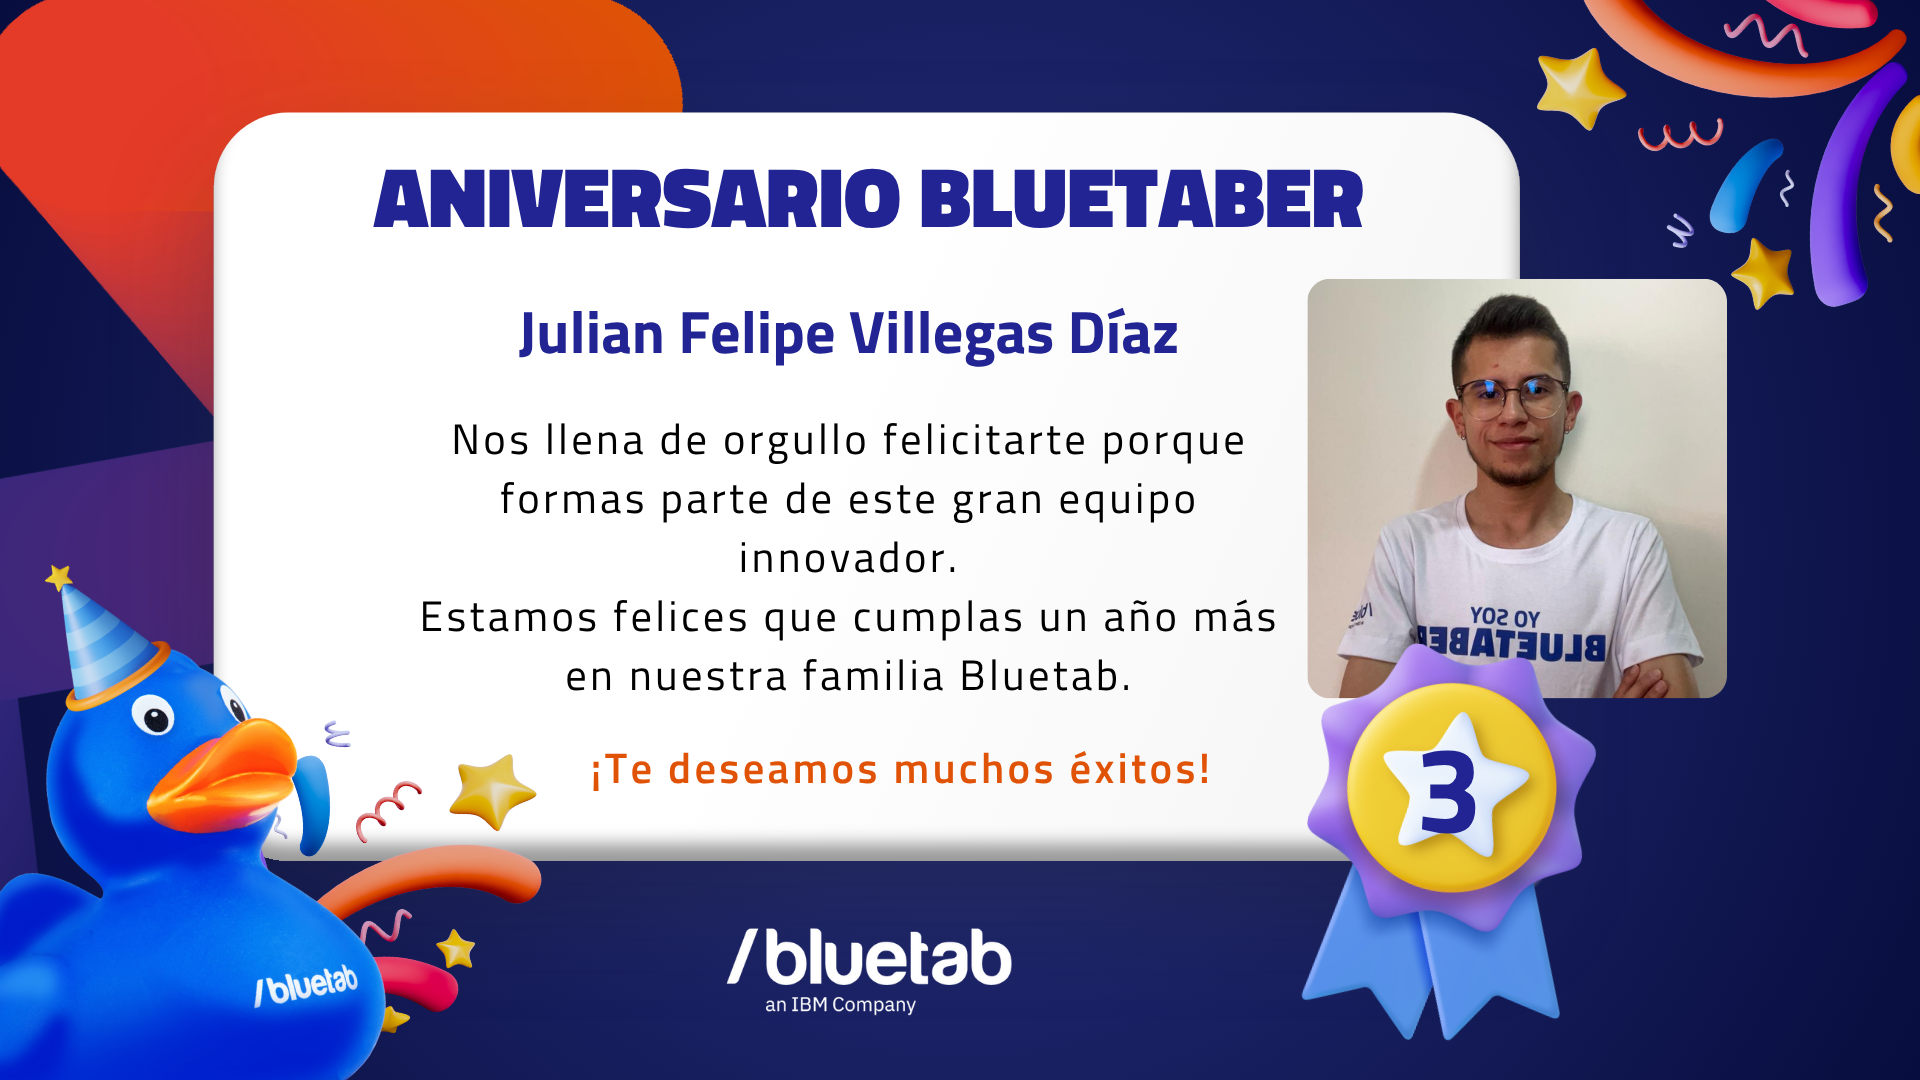 ANIVERSARIO BLUETABER
Julian Felipe Villegas Díaz
Nos llena de orgullo felicitarte porque
formas parte de este gran equipo
innovador.
Estamos felices que cumplas un año más
en nuestra familia Bluetab.
¡Te deseamos muchos éxitos!
YO SOY
BLUETABER
3
/bluetab
/bluetab
an IBM Company